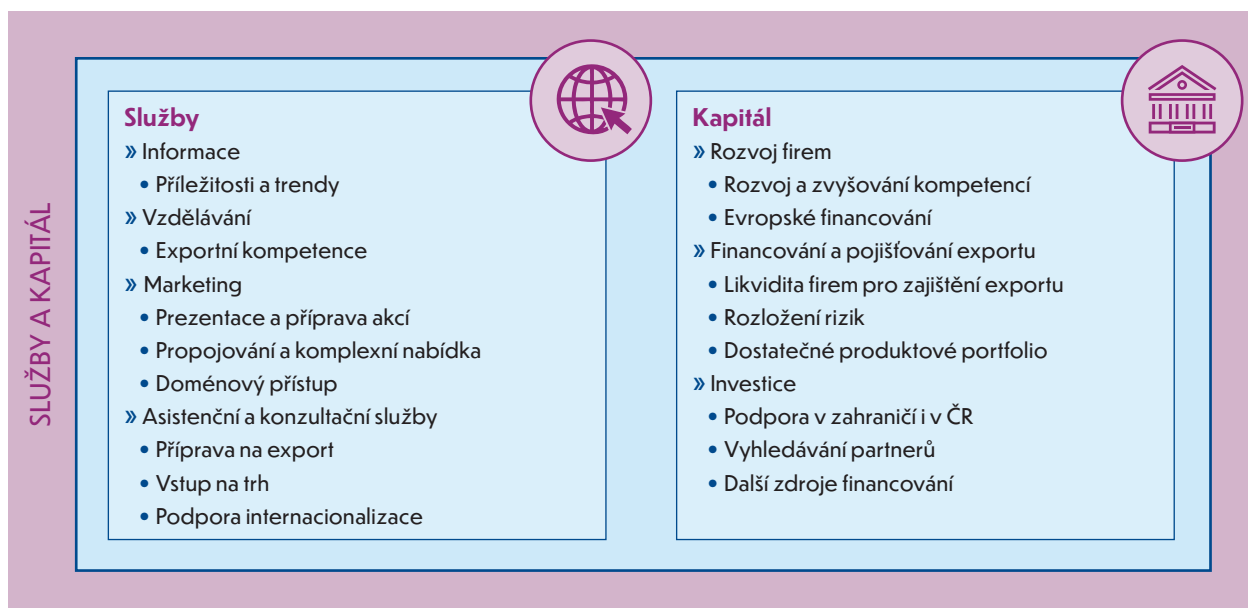 SLUŽBY A KAPITÁL
Služby
» Informace
• Příležitosti a trendy
» Vzdělávání
• Exportní kompetence
» Marketing
• Prezentace a příprava akcí
• Propojování a komplexní nabídka
• Doménový přístup
» Asistenční a konzultační služby
• Příprava na export
• Vstup na trh
• Podpora internacionalizace
Kapitál
» Rozvoj firem
• Rozvoj a zvyšování kompetencí
• Evropské financování
» Financování a pojišťování exportu
• Likvidita firem pro zajištění exportu
• Rozložení rizik
• Dostatečné produktové portfolio
» Investice
• Podpora v zahraničí i v ČR
• Vyhledávání partnerů
• Další zdroje financování